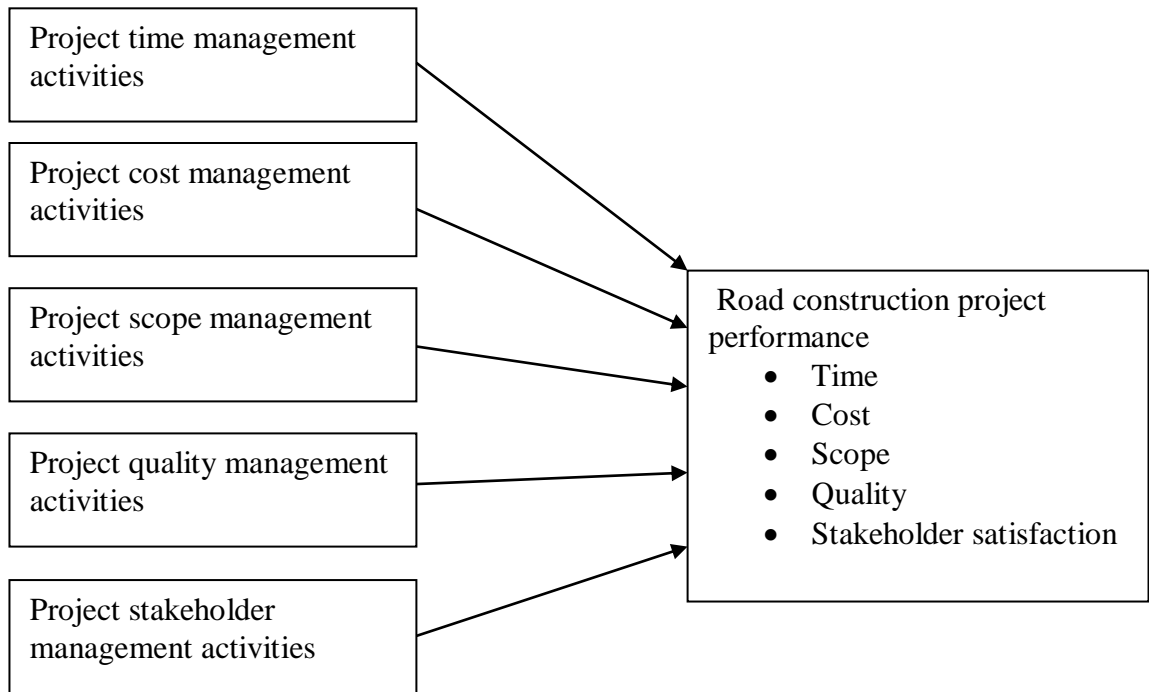 Project time management
activities
Project cost management
activities
Project scope management
activities
Project quality management
activities
Project stakeholder
management activities
Road construction project
performance
• Time
• Cost
• Scope
• Quality
• Stakeholder satisfaction